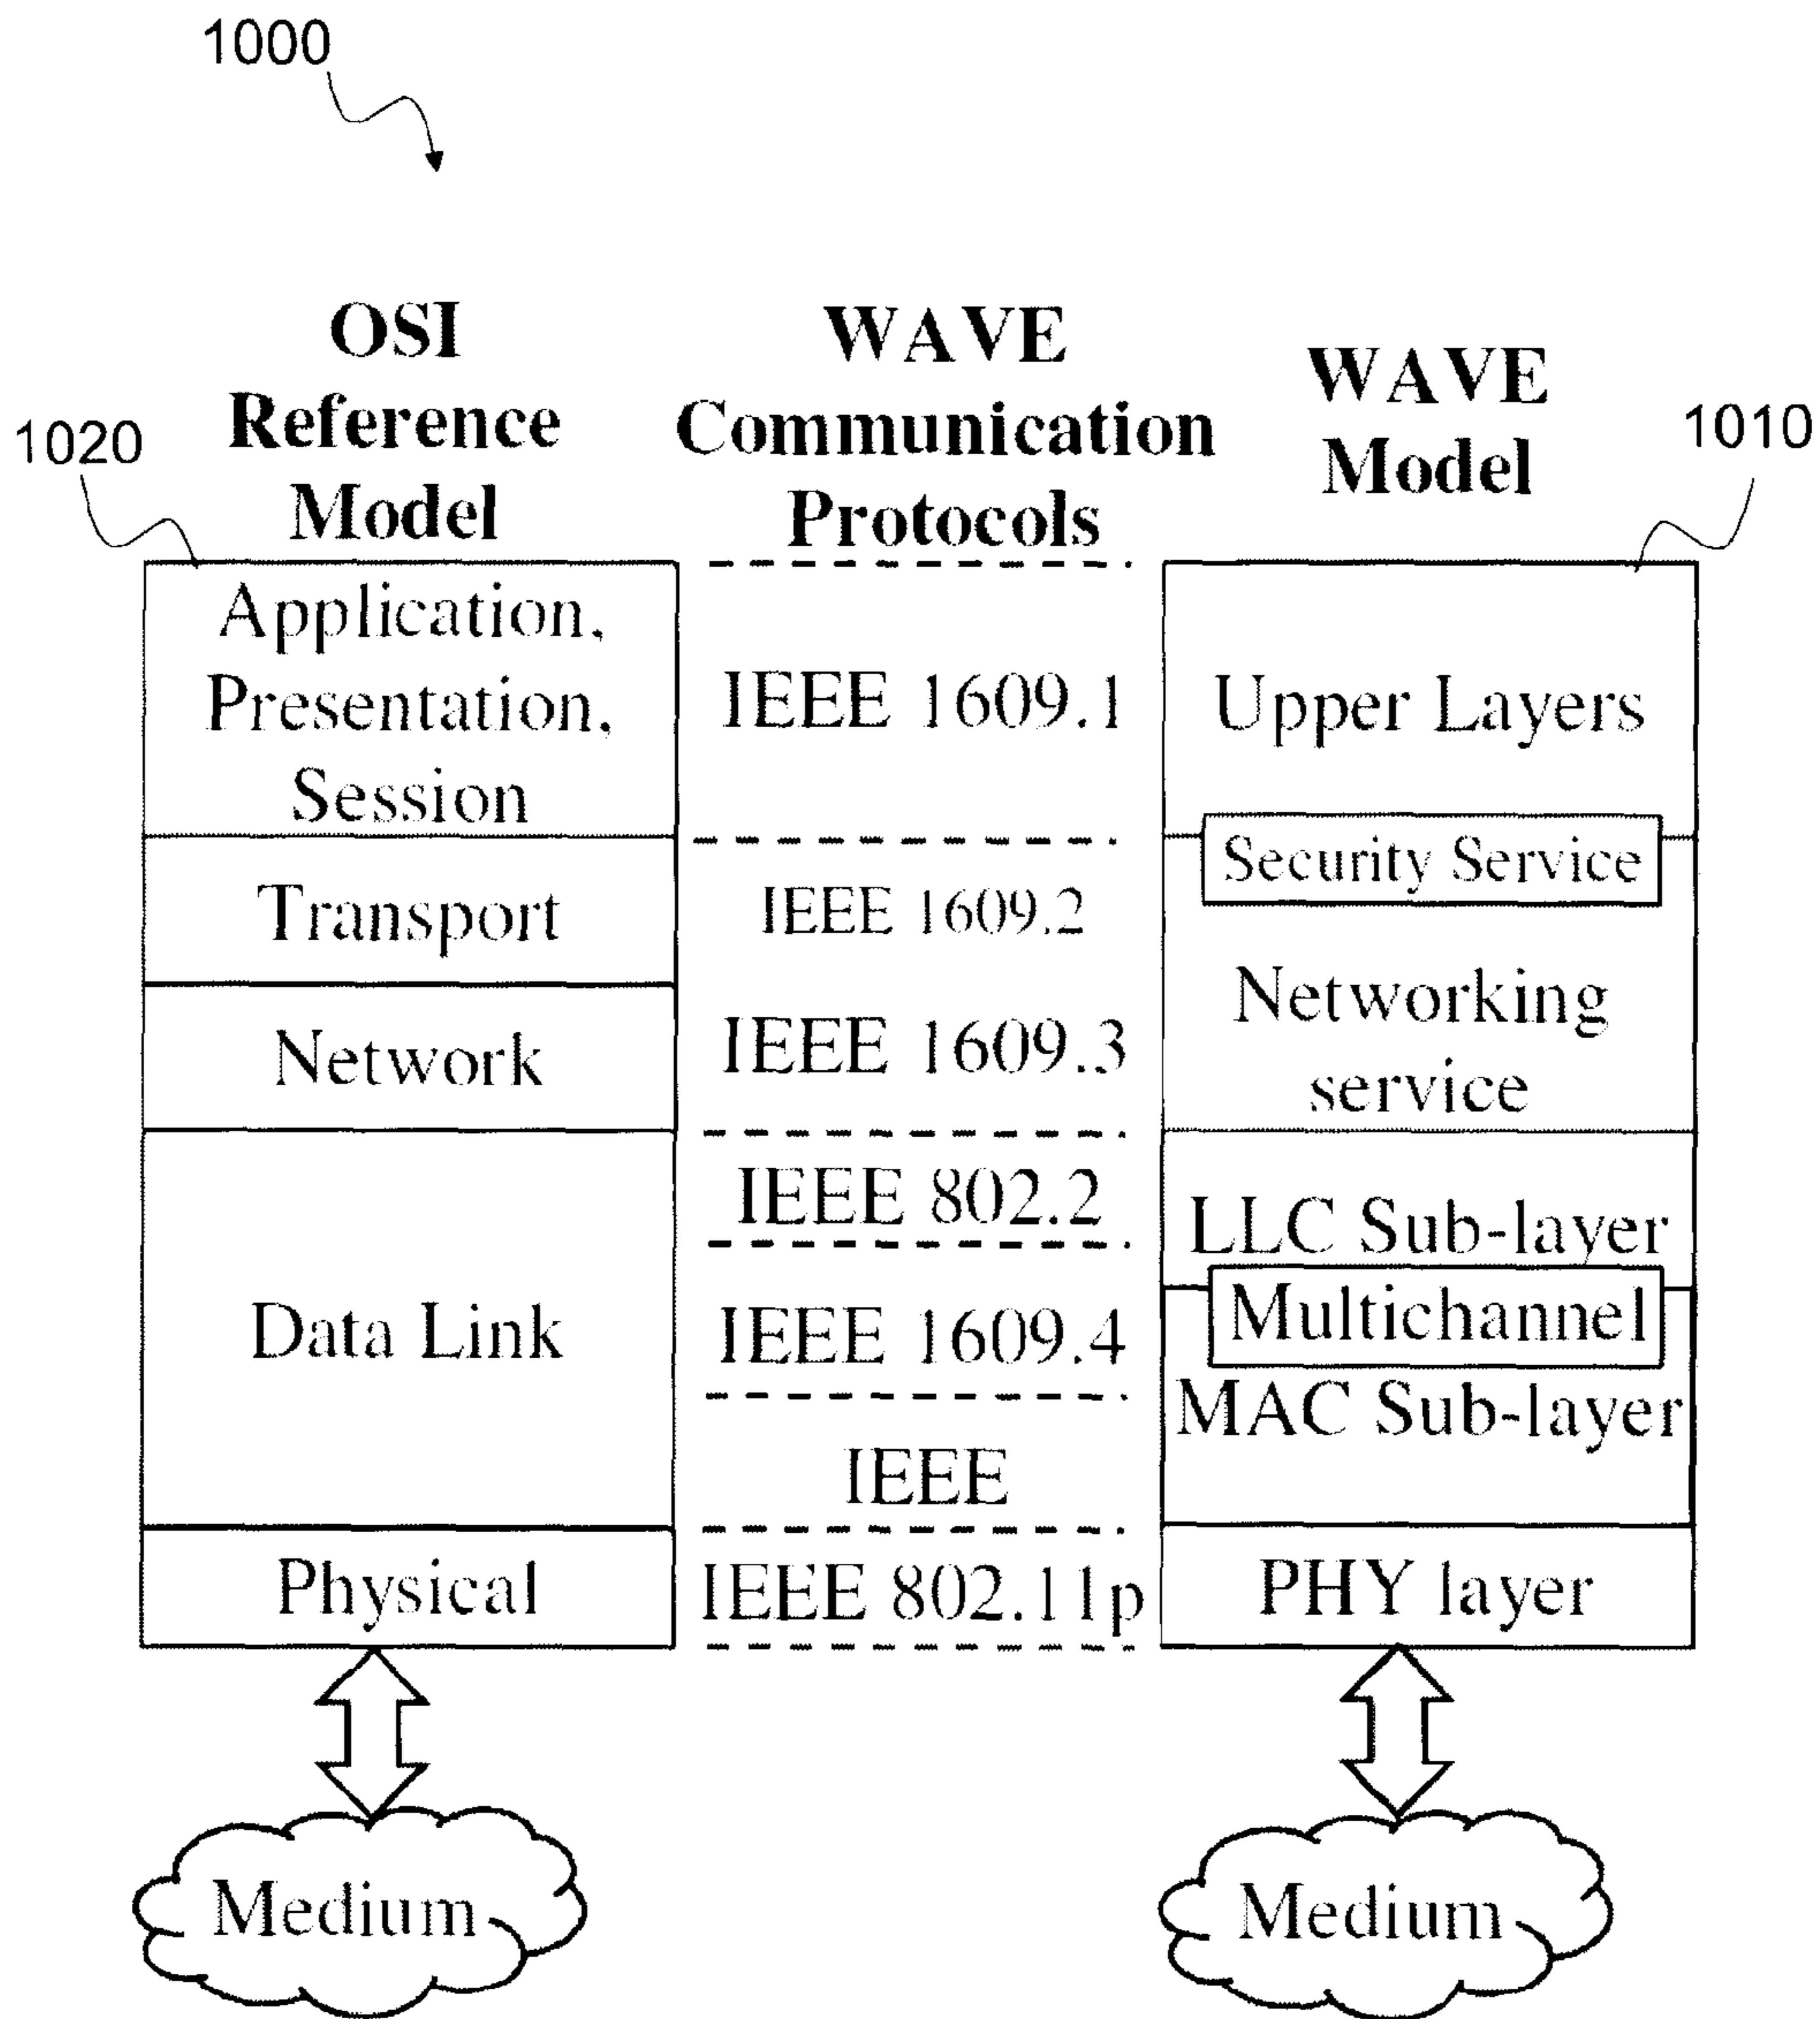 1000
OSI
Reference
Model
WAVE
Communication
Protocols
WAVE
Model
1020
1010
Application,
Presentation,
Session
Transport
Network
Data Link
Physical
IEEE 1609.1
IEEE 1609.2
IEEE 1609.3
IEEE 802.2
IEEE 1609.4
IEEE
IEEE 802.11p
Upper Layers
Security Service
Networking
service
LLC Sub-layer
Multichannel
MAC Sub-layer
PHY layer
Medium
Medium